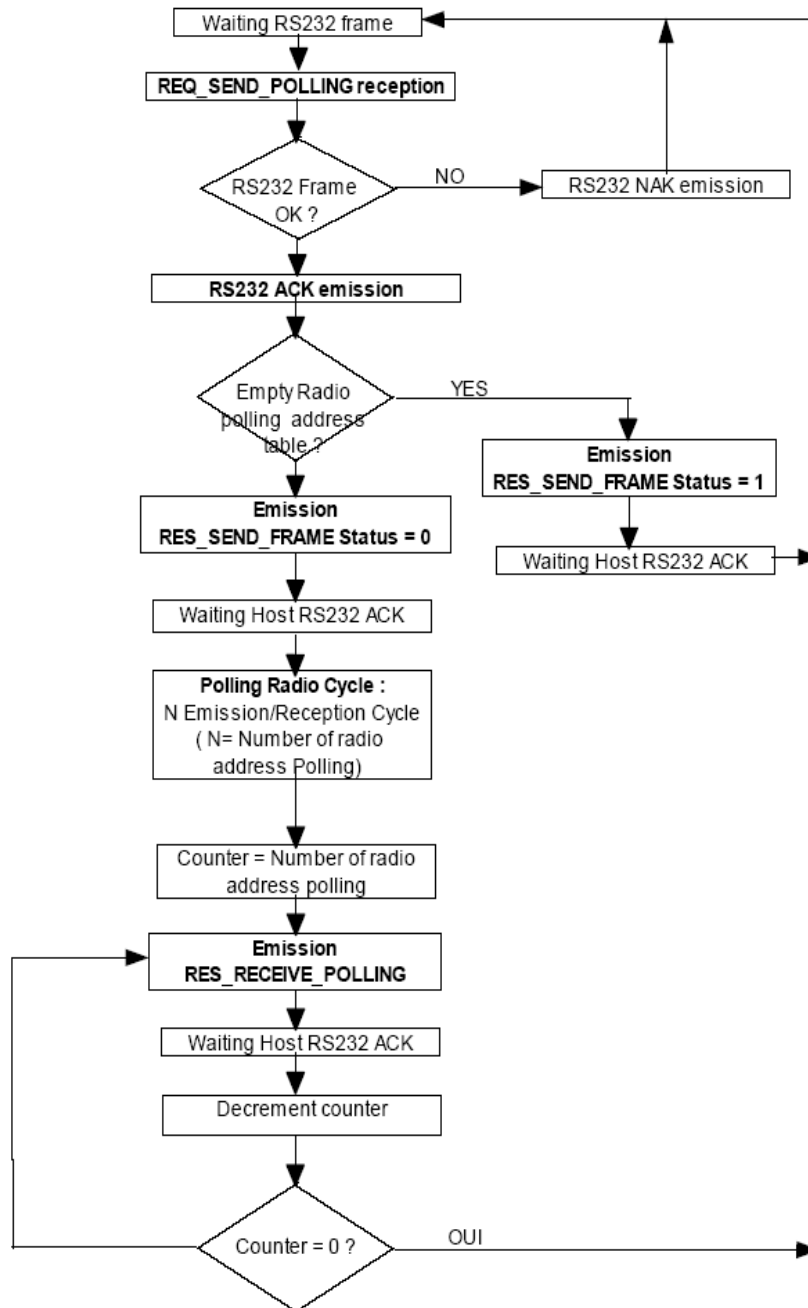 Waiting RS232 frame
REQ_SEND_POLLING reception
RS232 Frame
OK ?
NO
RS232 NAK emission
RS232 ACK emission
Empty Radio
polling address
table ?
YES
Emission
RES_SEND_FRAME Status = 1
Emission
RES_SEND_FRAME Status = 0
Waiting Host RS232 ACK
Waiting Host RS232 ACK
Polling Radio Cycle :
N Emission/Reception Cycle
( N= Number of radio
address Polling)
Counter = Number of radio
address polling
Emission
RES_RECEIVE_POLLING
Waiting Host RS232 ACK
Decrement counter
Counter = 0 ?
OUI